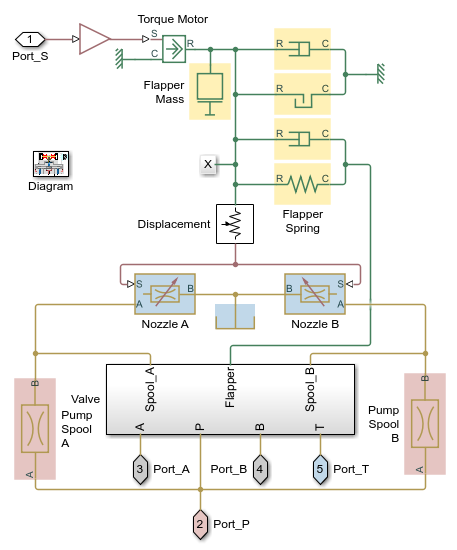 Torque Motor
1
Port_S
S
C
R
R
C
Flapper
Mass
R
C
R
C
X
R
C
Diagram
Displacement
Flapper
Spring
S
A
B
Nozzle A
B
S
A
Nozzle B
B
Pump
Spool
A
A
Valve
Spool_A
Flapper
Spool_B
A
P
B
T
B
Pump
Spool
B
A
3
Port_A
Port_B
4
5
Port_T
2
Port_P